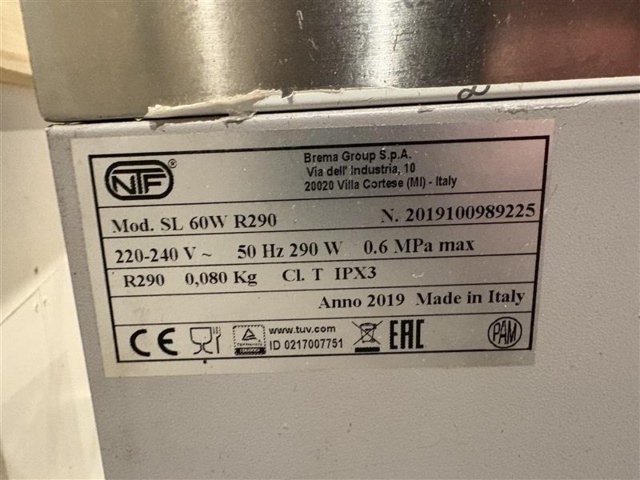 NTF®
Brema Group S.p.A.
Via dell' Industria, 10
20020 Villa Cortese (MI) - Italy
Mod. SL 60W R290 N. 2019100989225
220-240 V ~ 50 Hz 290 W 0.6 MPa max
R290 0,080 Kg Cl. T IPX3
Anno 2019 Made in Italy
CE www.tuv.com EAC PAM
ID 0217007751